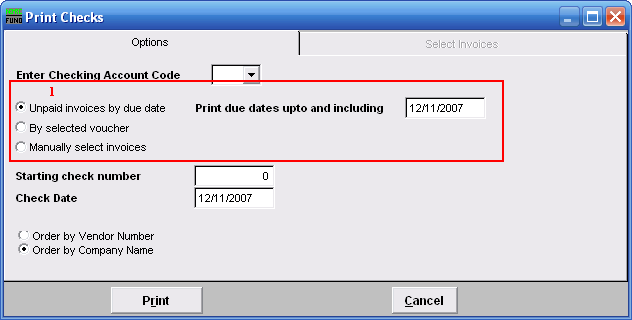 FUND Print Checks
Options Select Invoices
Enter Checking Account Code
1
Unpaid invoices by due date Print due dates upto and including 12/11/2007
By selected voucher
Manually select invoices
Starting check number 0
Check Date 12/11/2007
Order by Vendor Number
Order by Company Name
Print Cancel